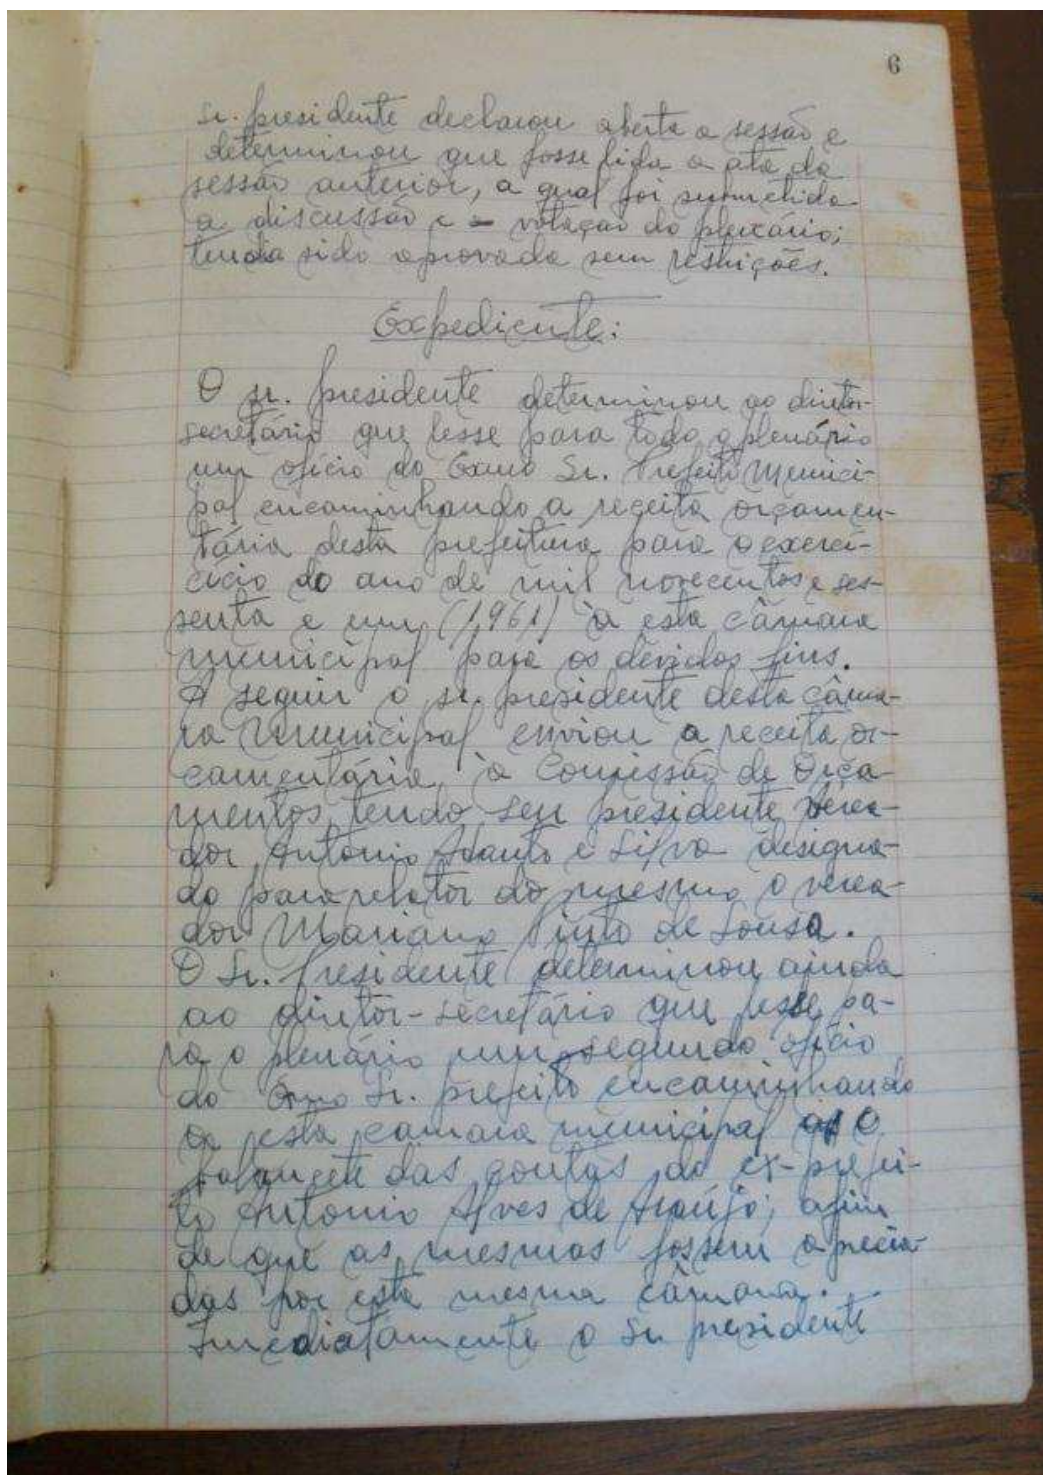 6
Sr. presidente declarou aberta a sessão e
determinou que fosse lida a ata da
sessão anterior, a qual foi submetida
a discussão e a votação do plenário;
tendo sido aprovada sem restrições.
Expediente:
O sr. presidente determinou ao diretor
secretário que lesse para todo o plenário
um ofício do Exmo Sr. Prefeito Munici-
pal encaminhando a receita orçamen-
tária desta prefeitura para o exercí-
cício do ano de mil novecentos e ses-
senta e um (1,961) à esta câmara
municipal para os devidos fins.
A seguir o sr. presidente desta câma-
ra Municipal enviou a receita or-
camentária, à Comissão de Orça-
mentos, tendo seu presidente verea-
dor Antonio e Silva designa-
do para relator do mesmo o verea-
dor Mariano Pinto de Sousa.
O Sr. Presidente determinou ainda
ao diretor-secretário que lesse pa-
ra o plenário um segundo ofício
do Exmo Sr. prefeito encaminhando
a esta camara municipal o
balancete das contas do ex-prefei-
to Antonio Alves de Araújo; afim
de que as mesmas fossem aprecia-
das por esta mesma câmara.
Imediatamente o Sr presidente